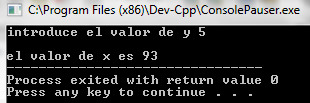 C:\Program Files (x86)\Dev-Cpp\ConsolePauser.exe
introduce el valor de y 5
el valor de x es 93
--------------------------------
Process exited with return value 0
Press any key to continue . . .